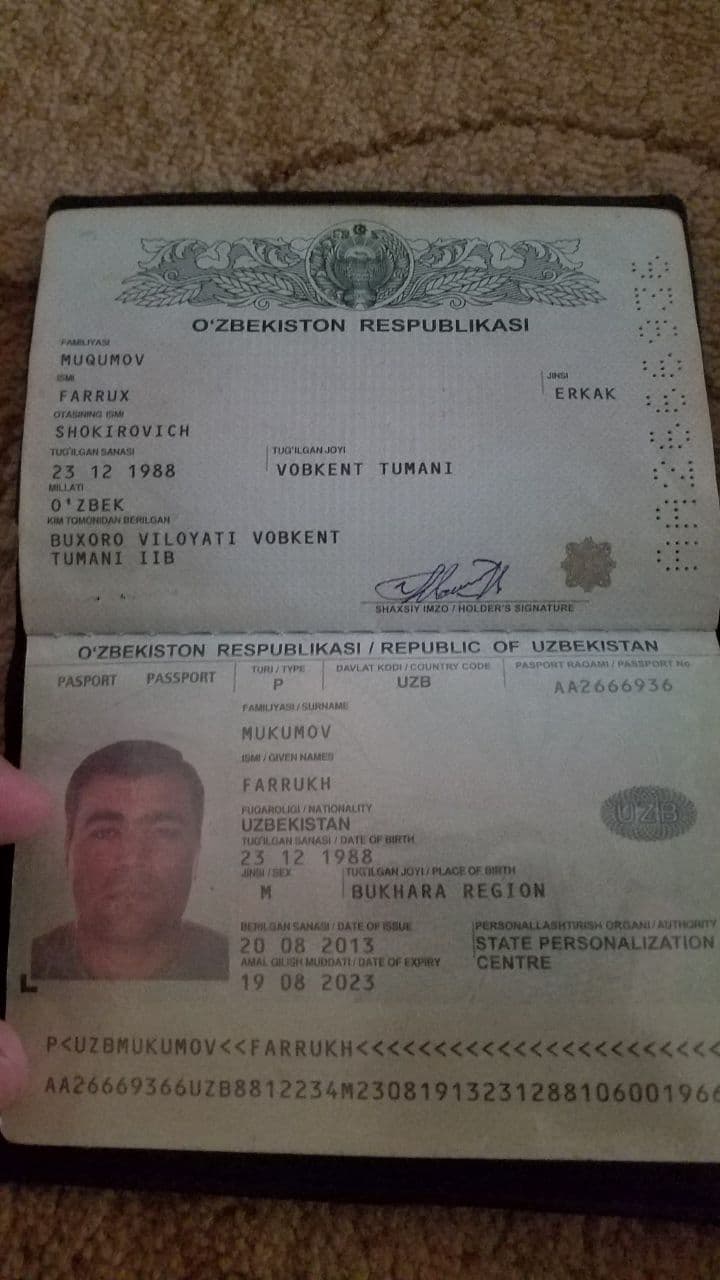 O'ZBEKISTON RESPUBLIKASI
FAMILIYASI
MUQUMOV
ISMI
FARRUX
JINSI
ERKAK
OTASINING ISMI
SHOKIROVICH
TUG'ILGAN SANASI
23 12 1988
TUG'ILGAN JOYI
VOBKENT TUMANI
MILLATI
O'ZBEK
KIM TOMONIDAN BERILGAN
BUXORO VILOYATI VOBKENT
TUMANI IIB
SHAXSIY IMZO / HOLDER'S SIGNATURE
O'ZBEKISTON RESPUBLIKASI / REPUBLIC OF UZBEKISTAN
PASPORT PASSPORT
TURI / TYPE
P
DAVLAT KODI / COUNTRY CODE
UZB
PASPORT RAQAMI / PASSPORT No
AA2666936
FAMILIYASI / SURNAME
MUKUMOV
ISMI / GIVEN NAMES
FARRUKH
FUQAROLIGI / NATIONALITY
UZBEKISTAN
UZB
TUG'ILGAN SANASI / DATE OF BIRTH
23 12 1988
JINSI / SEX
M
TUG'ILGAN JOYI / PLACE OF BIRTH
BUKHARA REGION
BERILGAN SANASI / DATE OF ISSUE
20 08 2013
PERSONALLASHTIRISH ORGANI / AUTHORITY
STATE PERSONALIZATION
CENTRE
AMAL QILISH MUDDATI / DATE OF EXPIRY
19 08 2023
P<UZBMUKUMOV<<FARRUKH<<<<<<<<<<<<<<<<<<<<<<<
AA26669366UZB8812234M23081913231288106001966